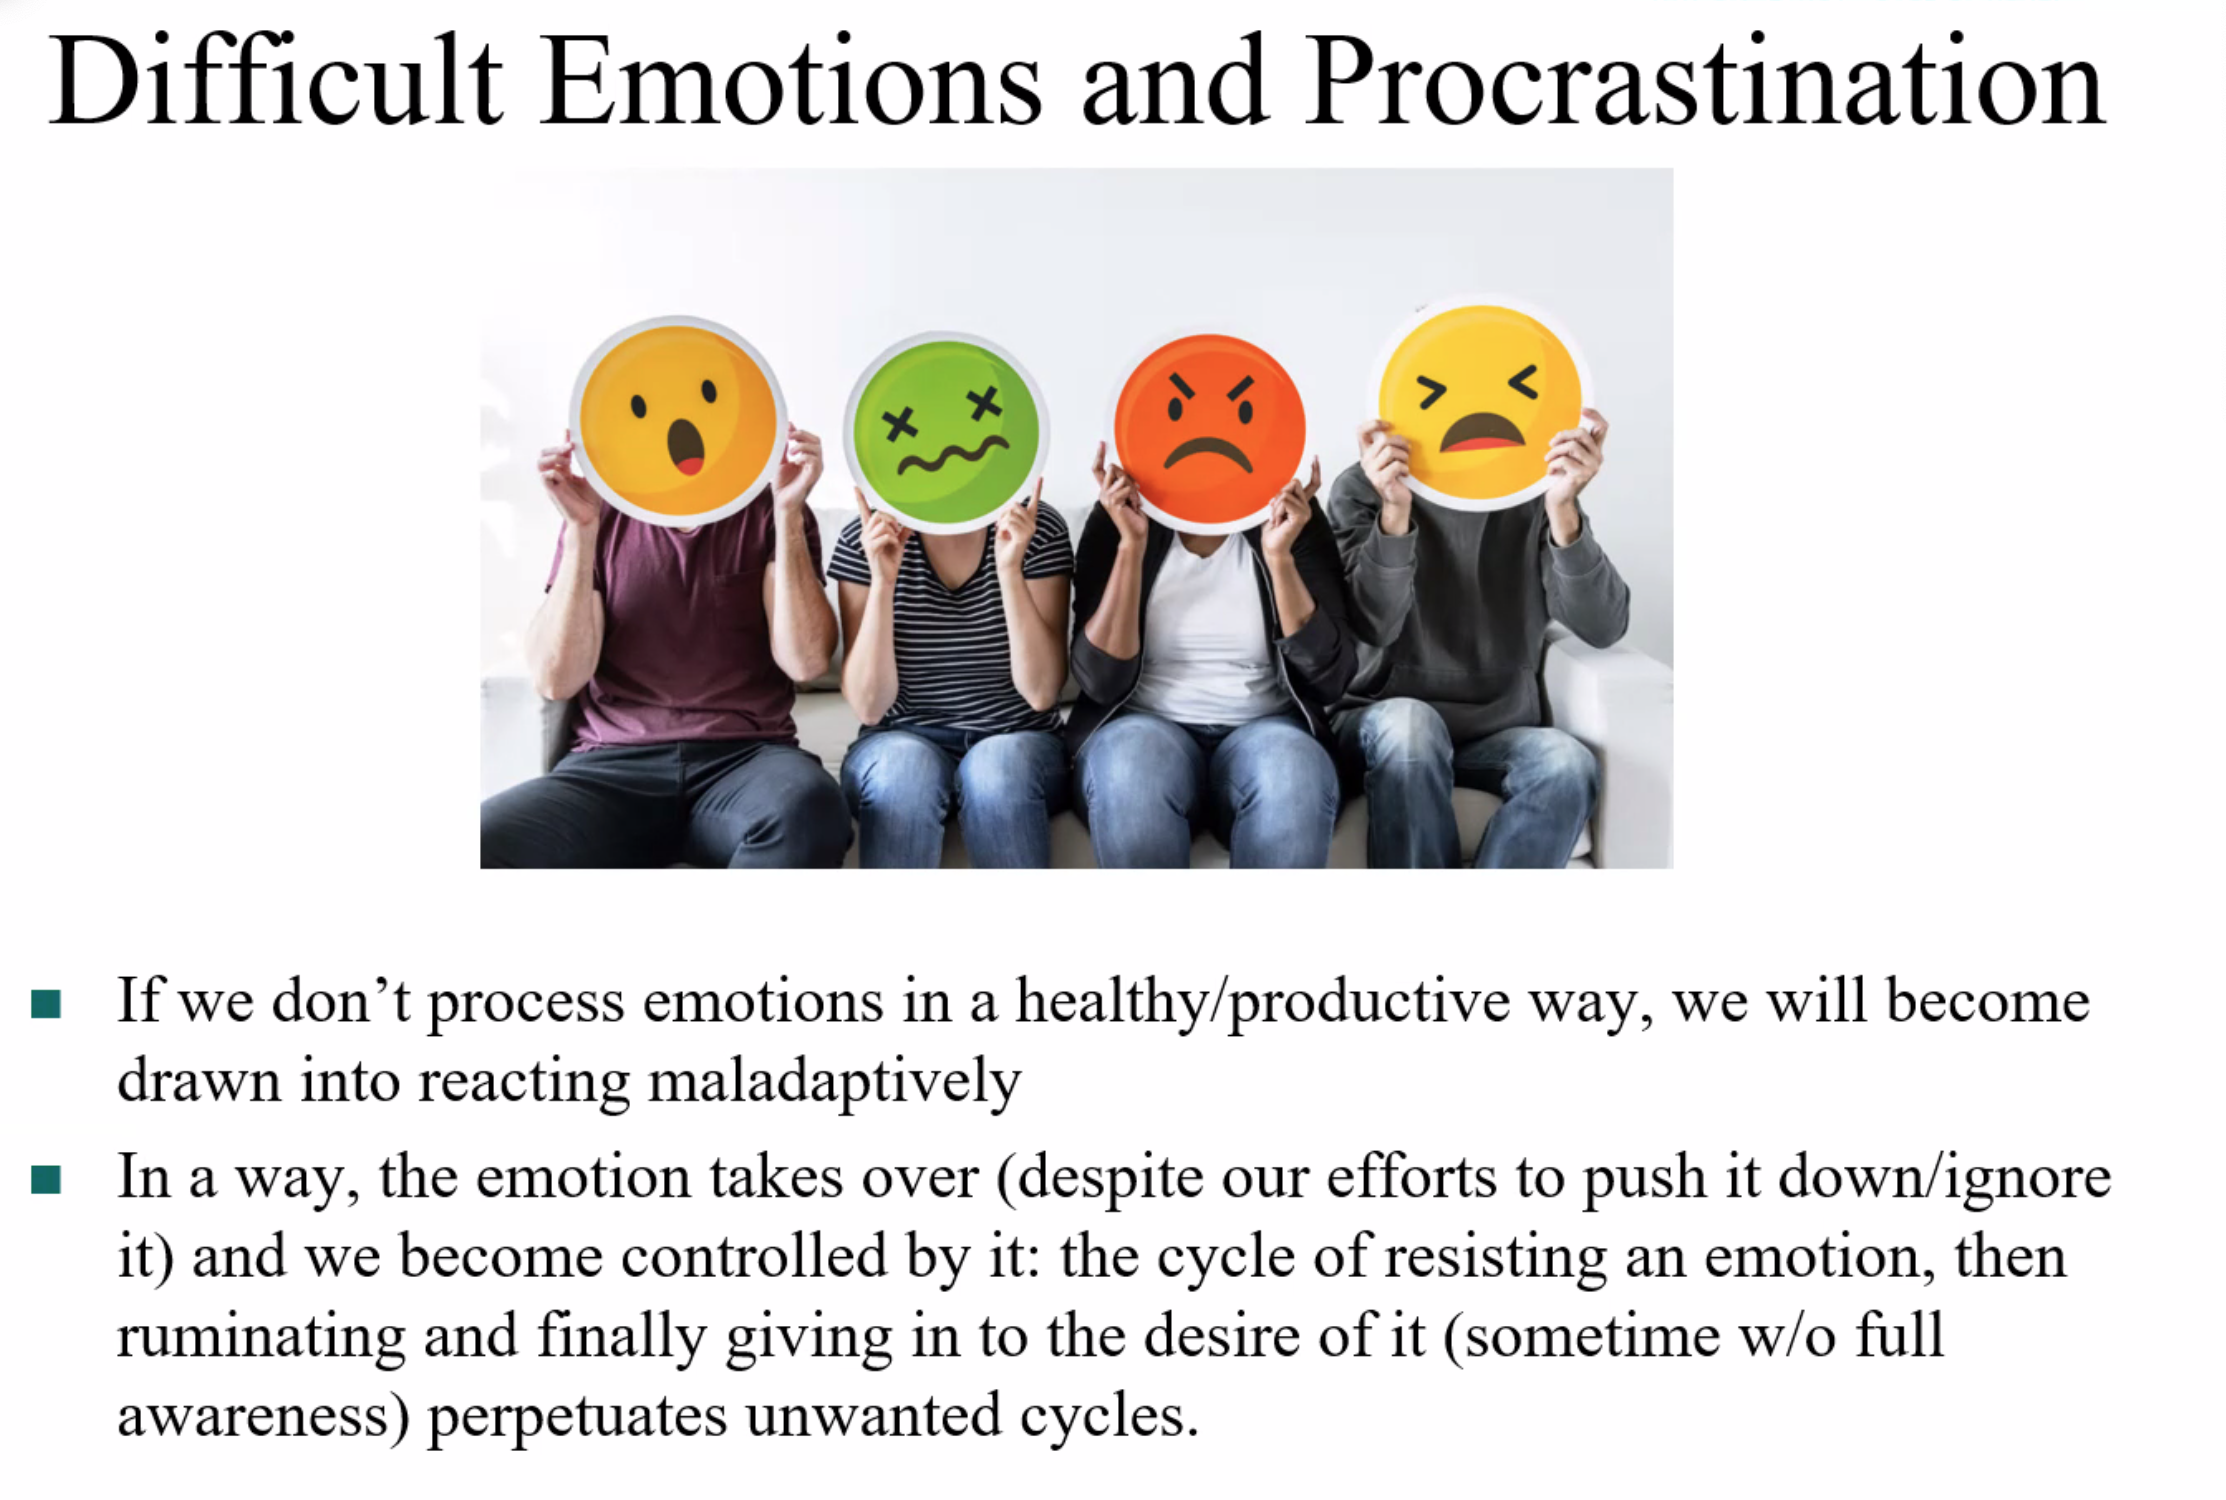 Difficult Emotions and Procrastination
If we don’t process emotions in a healthy/productive way, we will become
drawn into reacting maladaptively
In a way, the emotion takes over (despite our efforts to push it down/ignore
it) and we become controlled by it: the cycle of resisting an emotion, then
ruminating and finally giving in to the desire of it (sometime w/o full
awareness) perpetuates unwanted cycles.